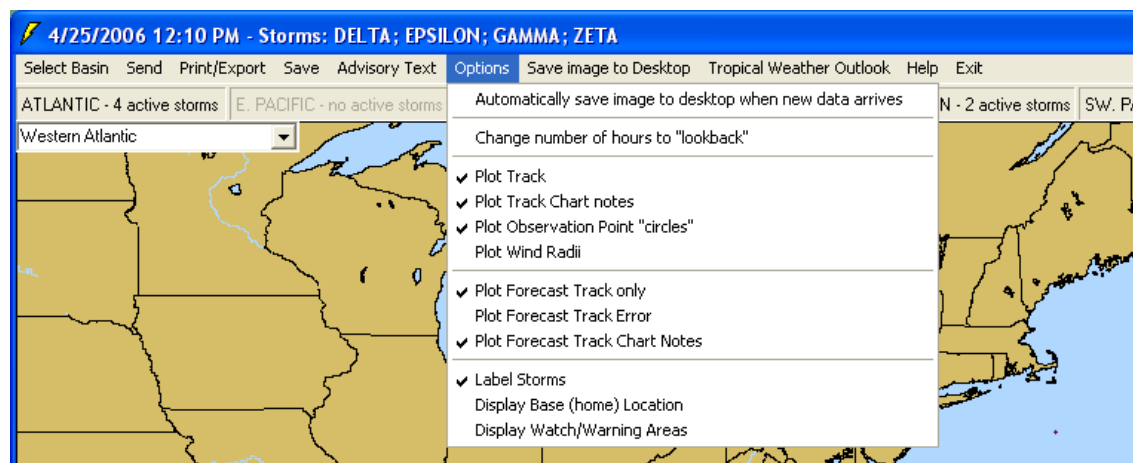 4/25/2006 12:10 PM - Storms: DELTA; EPSILON; GAMMA; ZETA
Select Basin Send Print/Export Save Advisory Text Options Save image to Desktop Tropical Weather Outlook Help Exit
ATLANTIC - 4 active storms E. PACIFIC - no active storms N - 2 active storms SW. PA
Western Atlantic
Automatically save image to desktop when new data arrives
Change number of hours to "lookback"
Plot Track
Plot Track Chart notes
Plot Observation Point "circles"
Plot Wind Radii
Plot Forecast Track only
Plot Forecast Track Error
Plot Forecast Track Chart Notes
Label Storms
Display Base (home) Location
Display Watch/Warning Areas